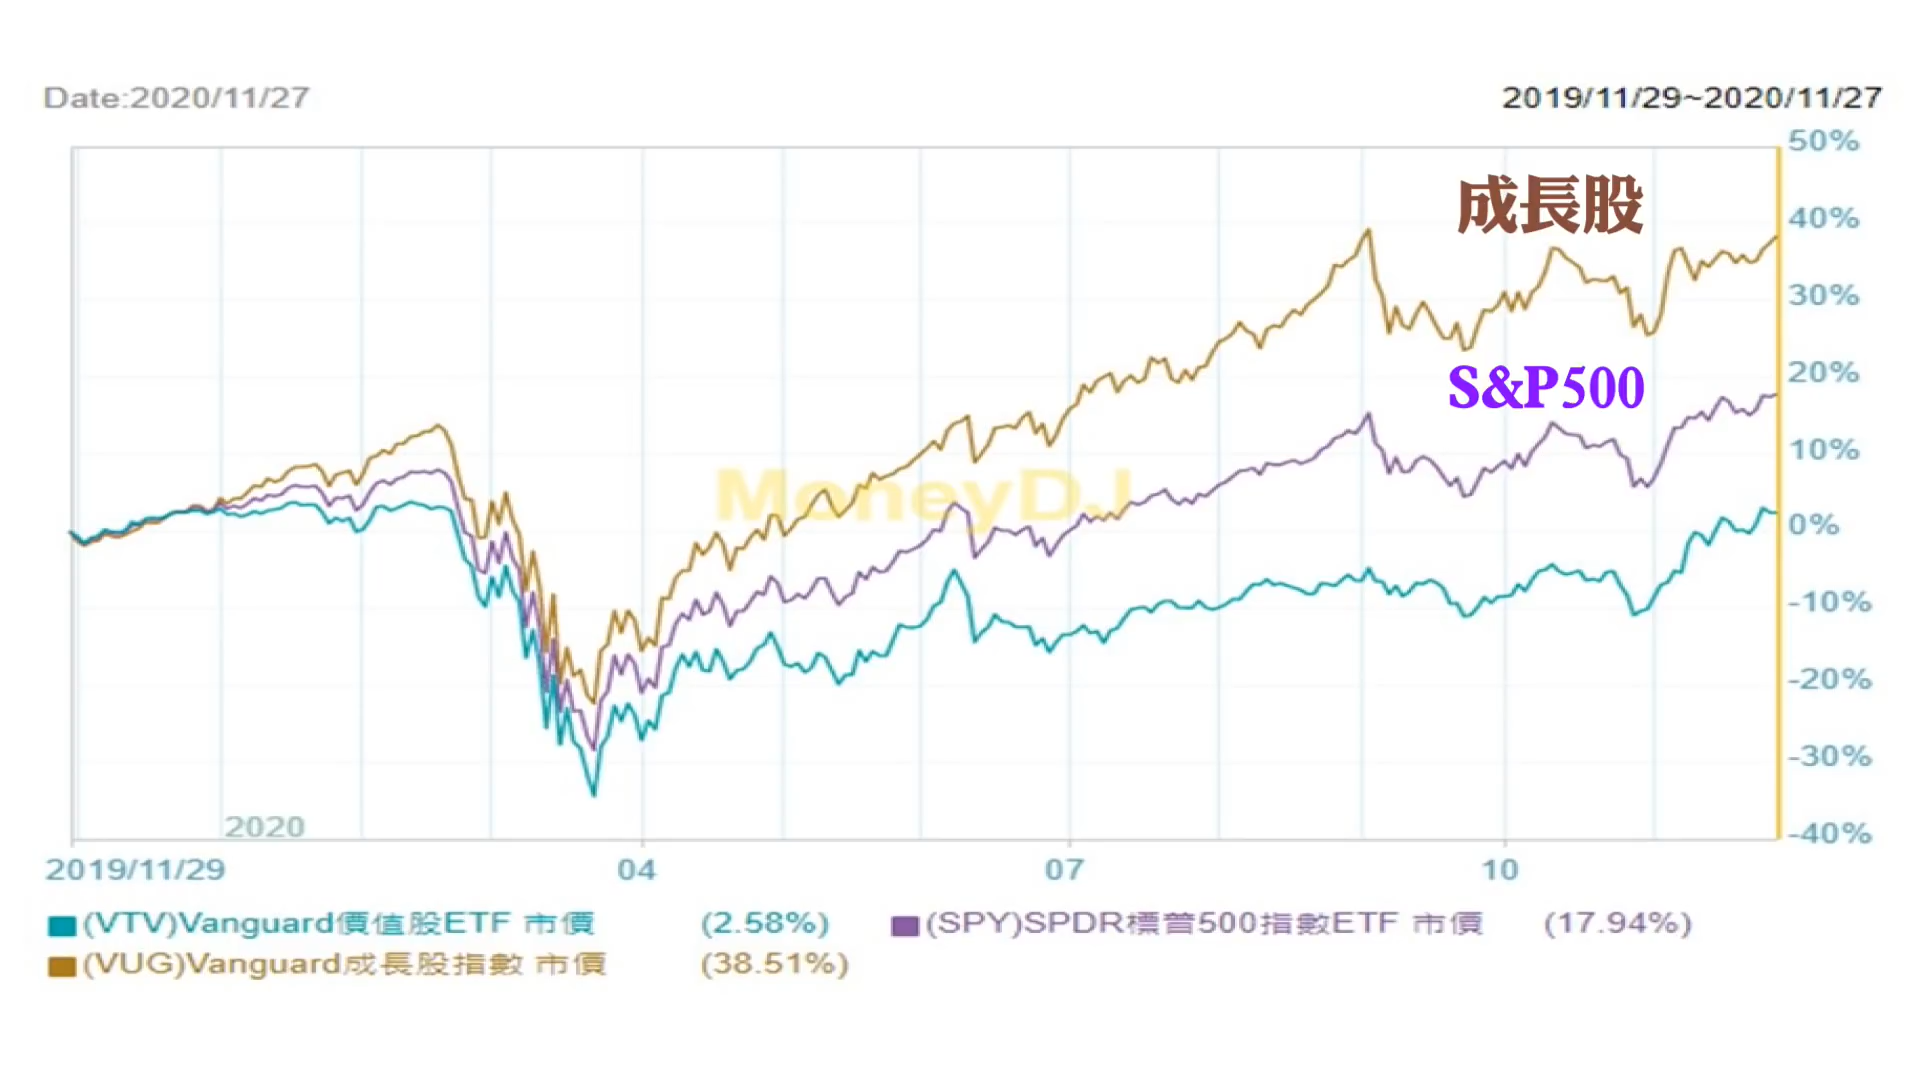 Date:2020/11/27
2019/11/29~2020/11/27
50%
成長股
40%
30%
S&P500
20%
10%
MoneyDJ
0%
-10%
-20%
-30%
2020
-40%
2019/11/29 04 07 10
(VTV)Vanguard價值股ETF 市價 (2.58%) (SPY)SPDR標普500指數ETF 市價 (17.94%)
(VUG)Vanguard成長股指數 市價 (38.51%)